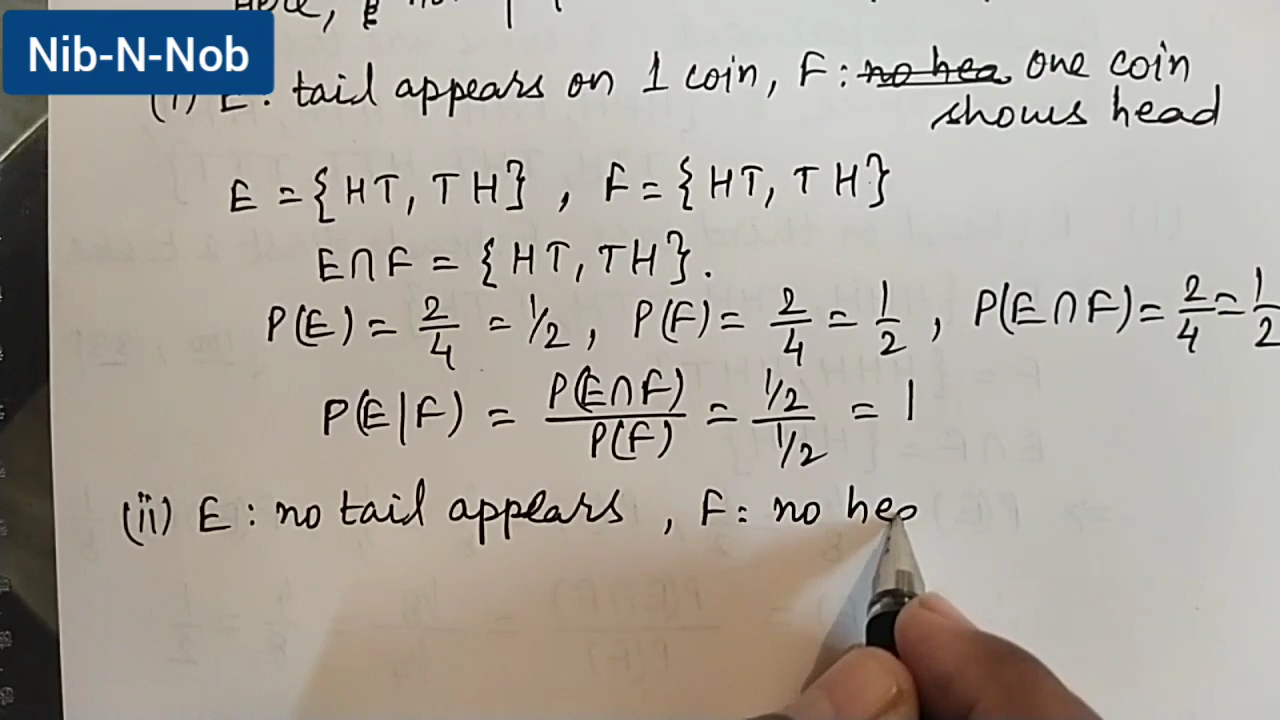 Here,
Nib-N-Nob
(i) E : tail appears on 1 coin, F : no hea one coin
shows head
E = {HT, TH} , F = {HT, TH}
E∩F = {HT, TH}.
P(E) = 2/4 = 1/2 , P(F) = 2/4 = 1/2 , P(E∩F) = 2/4 = 1/2
P(E|F) = P(E∩F)/P(F) = 1/2 / 1/2 = 1
(ii) E : no tail appears , F : no hea